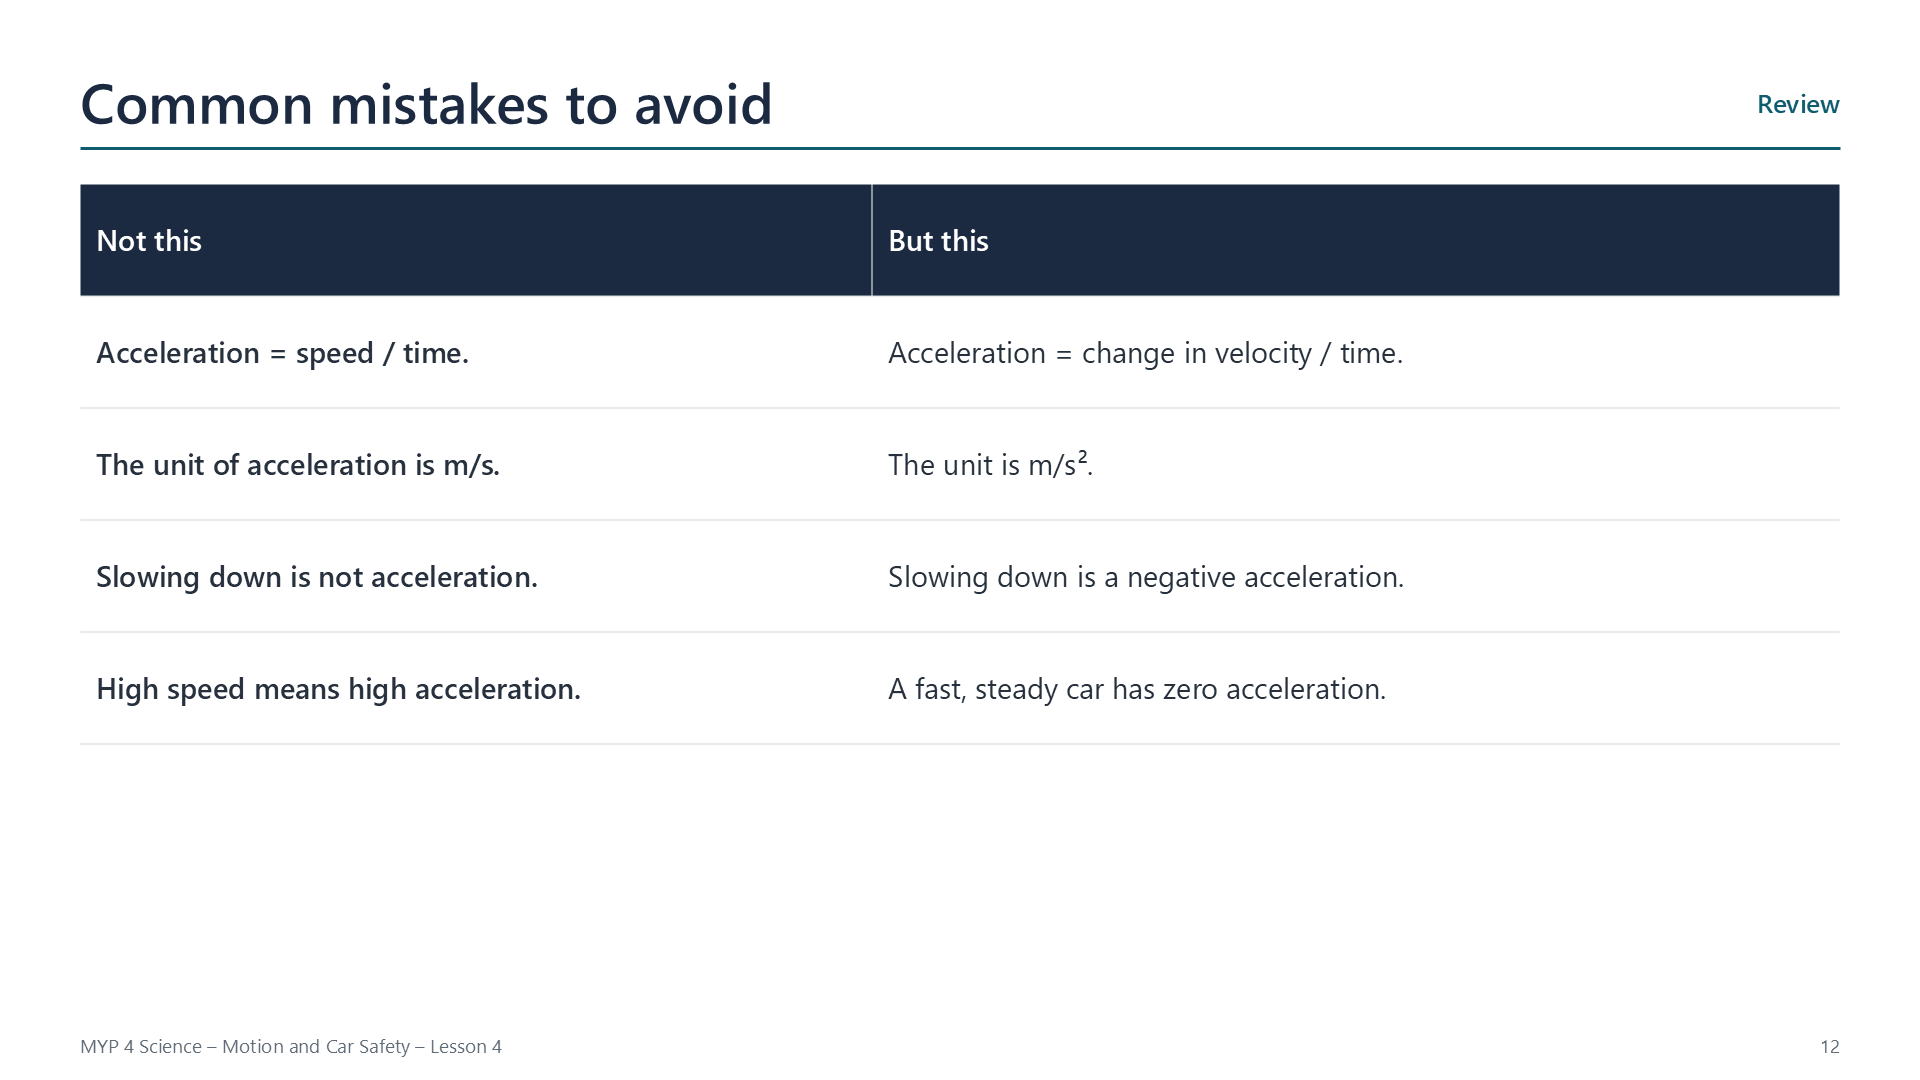 Common mistakes to avoid
Review
Not this
But this
Acceleration = speed / time.
Acceleration = change in velocity / time.
The unit of acceleration is m/s.
The unit is m/s².
Slowing down is not acceleration.
Slowing down is a negative acceleration.
High speed means high acceleration.
A fast, steady car has zero acceleration.
MYP 4 Science – Motion and Car Safety – Lesson 4
12